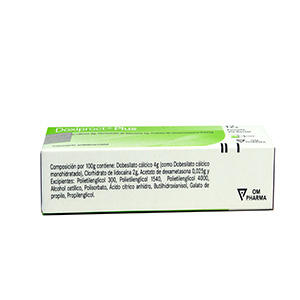 Doxiproct® Plus
Composición por 100g contiene: Dobesilato cálcico 4g (como Dobesilato cálcico
monohidratado), Clorhidrato de lidocaína 2g, Acetato de dexametasona 0,025g y
Excipientes: Polietilenglicol 300, Polietilenglicol 1540, Polietilenglicol 4000,
Alcohol cetílico, Polisorbato, Ácido cítrico anhidro, Butilhidroxianisol, Galato de
propilo, Propilenglicol.
OM
PHARMA